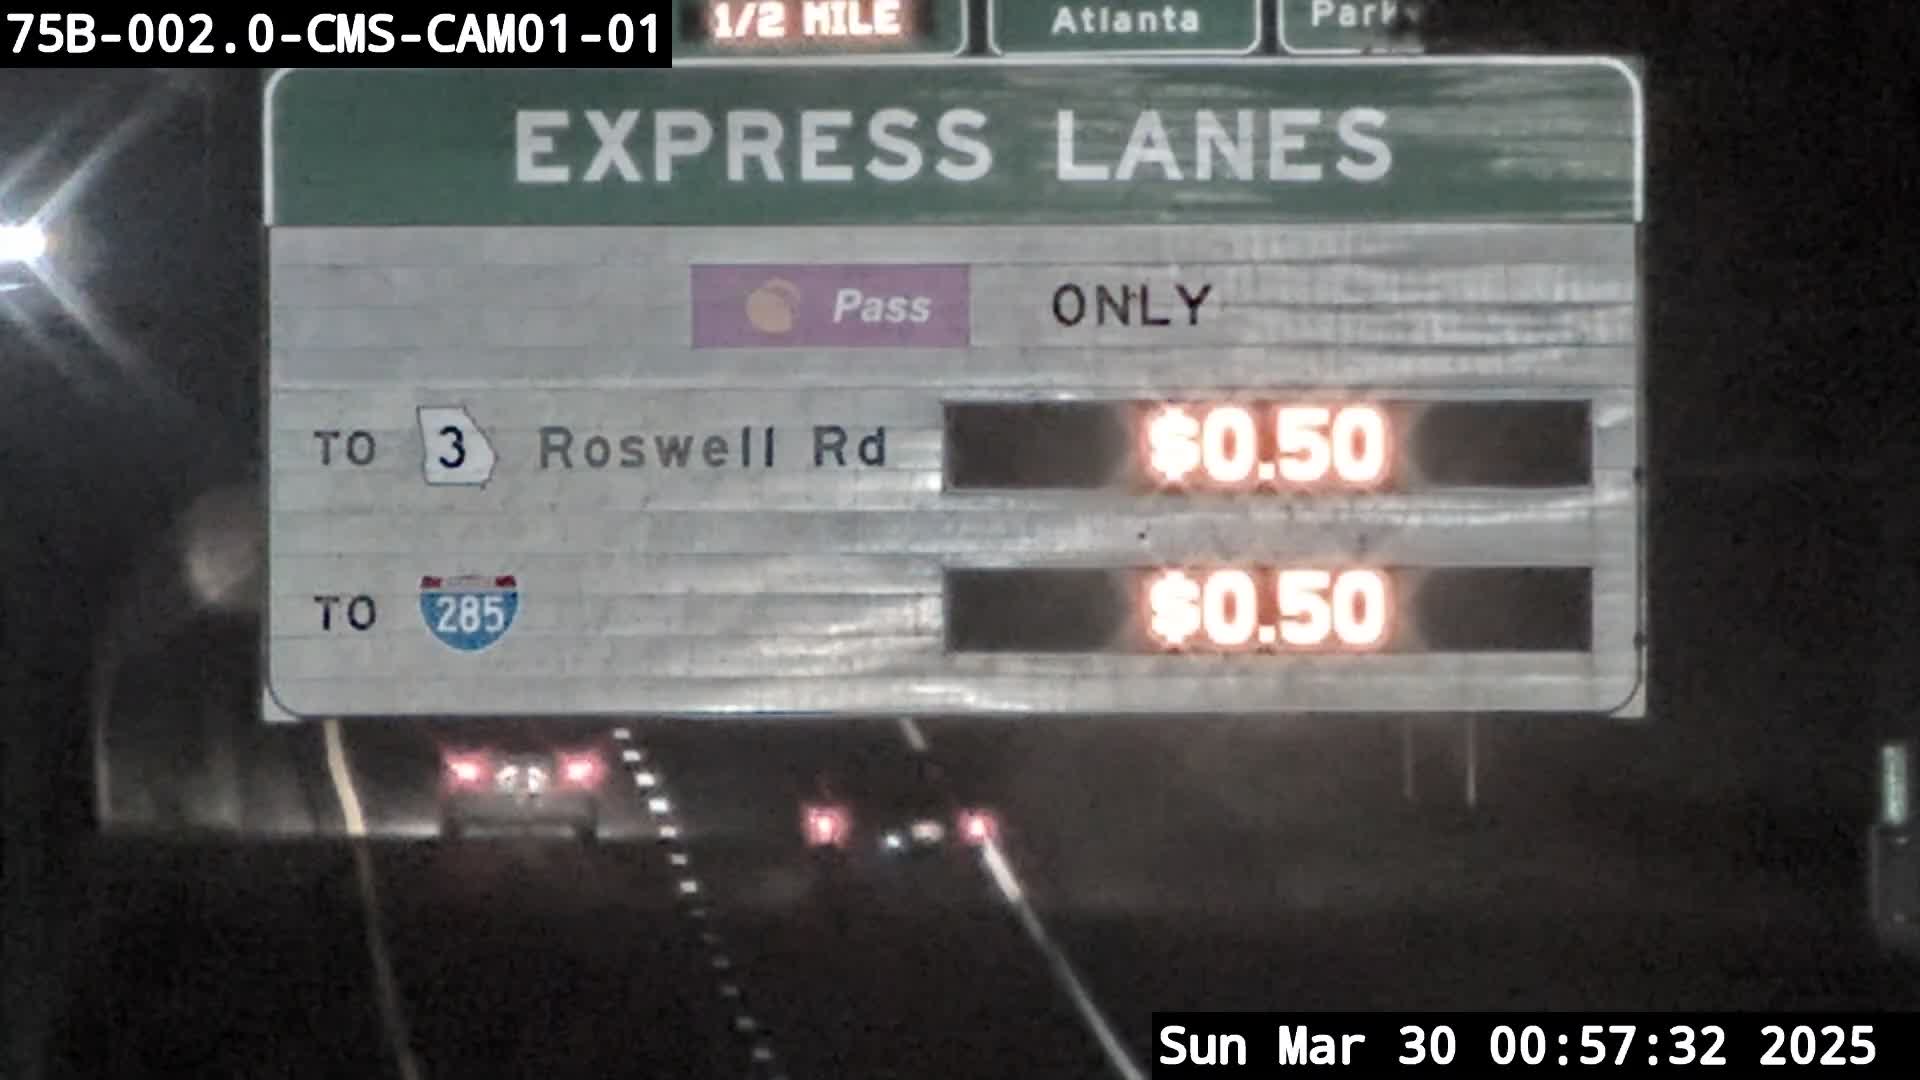 75B-002.0-CMS-CAM01-01
1/2 MILE
Atlanta
EXPRESS LANES
Pass ONLY
TO 3 Roswell Rd $0.50
TO 285 $0.50
Sun Mar 30 00:57:32 2025